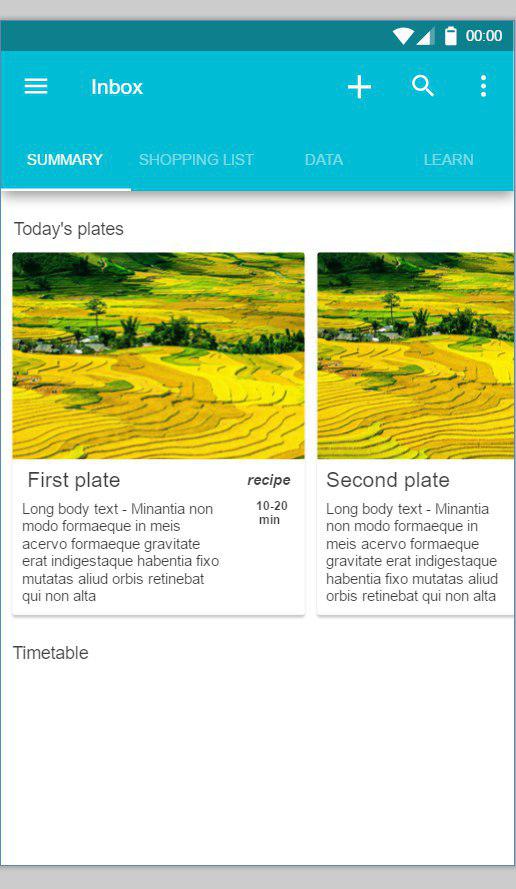 00:00
Inbox
SUMMARY SHOPPING LIST DATA LEARN
Today's plates
First plate
recipe
10-20
min
Long body text - Minantia non
modo formaeque in meis
acervo formaeque gravitate
erat indigestaque habentia fixo
mutatas aliud orbis retinebat
qui non alta
Second plate
Long body text - Minantia
non modo formaeque in
meis acervo formaeque
gravitate erat indigestaque
habentia fixo mutatas aliud
orbis retinebat qui non alta
Timetable